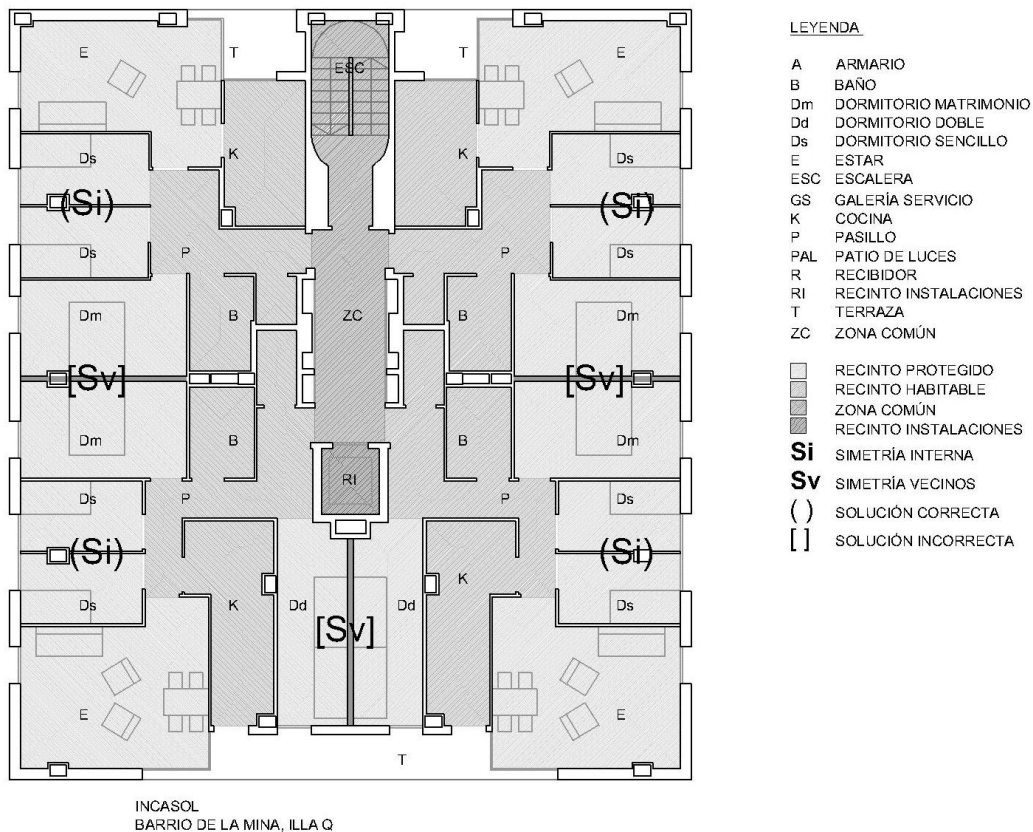 E
T
ESC
T
E
Ds
K
K
Ds
(Si)
(Si)
Ds
P
P
Ds
Dm
B
ZC
B
Dm
[Sv]
[Sv]
Dm
B
B
Dm
RI
Ds
P
P
Ds
(Si)
(Si)
Ds
K
Dd
Dd
K
Ds
[Sv]
E
E
T
INCASOL
BARRIO DE LA MINA, ILLA Q
LEYENDA
A ARMARIO
B BAÑO
Dm DORMITORIO MATRIMONIO
Dd DORMITORIO DOBLE
Ds DORMITORIO SENCILLO
E ESTAR
ESC ESCALERA
GS GALERÍA SERVICIO
K COCINA
P PASILLO
PAL PATIO DE LUCES
R RECIBIDOR
RI RECINTO INSTALACIONES
T TERRAZA
ZC ZONA COMÚN
RECINTO PROTEGIDO
RECINTO HABITABLE
ZONA COMÚN
RECINTO INSTALACIONES
Si SIMETRÍA INTERNA
Sv SIMETRÍA VECINOS
( ) SOLUCIÓN CORRECTA
[ ] SOLUCIÓN INCORRECTA